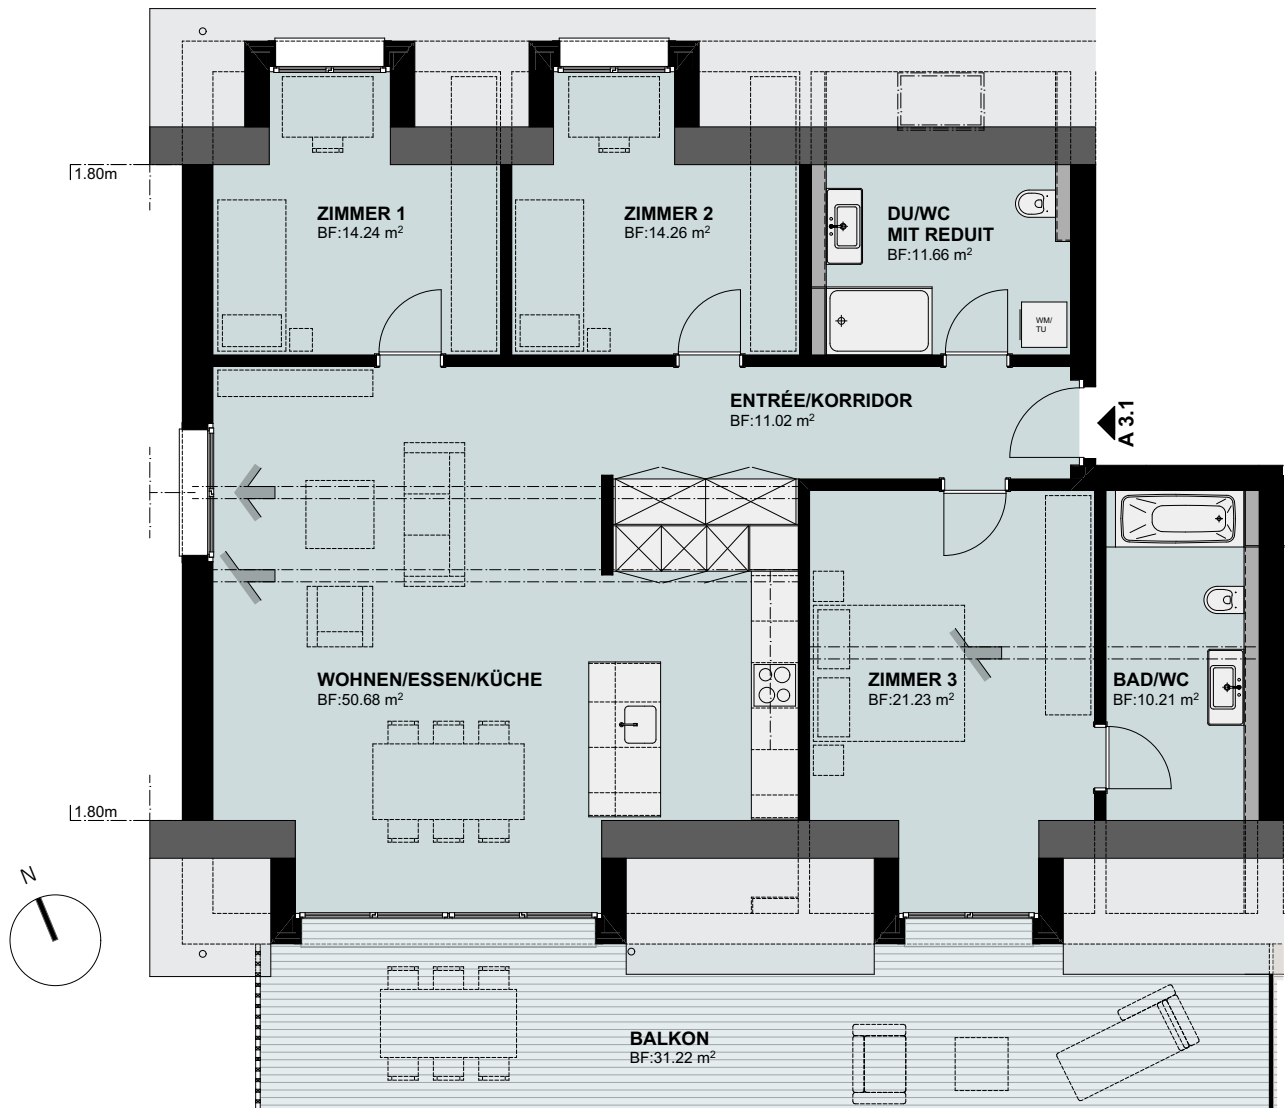 1.80m
ZIMMER 1
BF:14.24 m²
ZIMMER 2
BF:14.26 m²
DU/WC
MIT REDUIT
BF:11.66 m²
WM/
TU
ENTRÉE/KORRIDOR
BF:11.02 m²
A 3.1
WOHNEN/ESSEN/KÜCHE
BF:50.68 m²
ZIMMER 3
BF:21.23 m²
BAD/WC
BF:10.21 m²
1.80m
N
BALKON
BF:31.22 m²